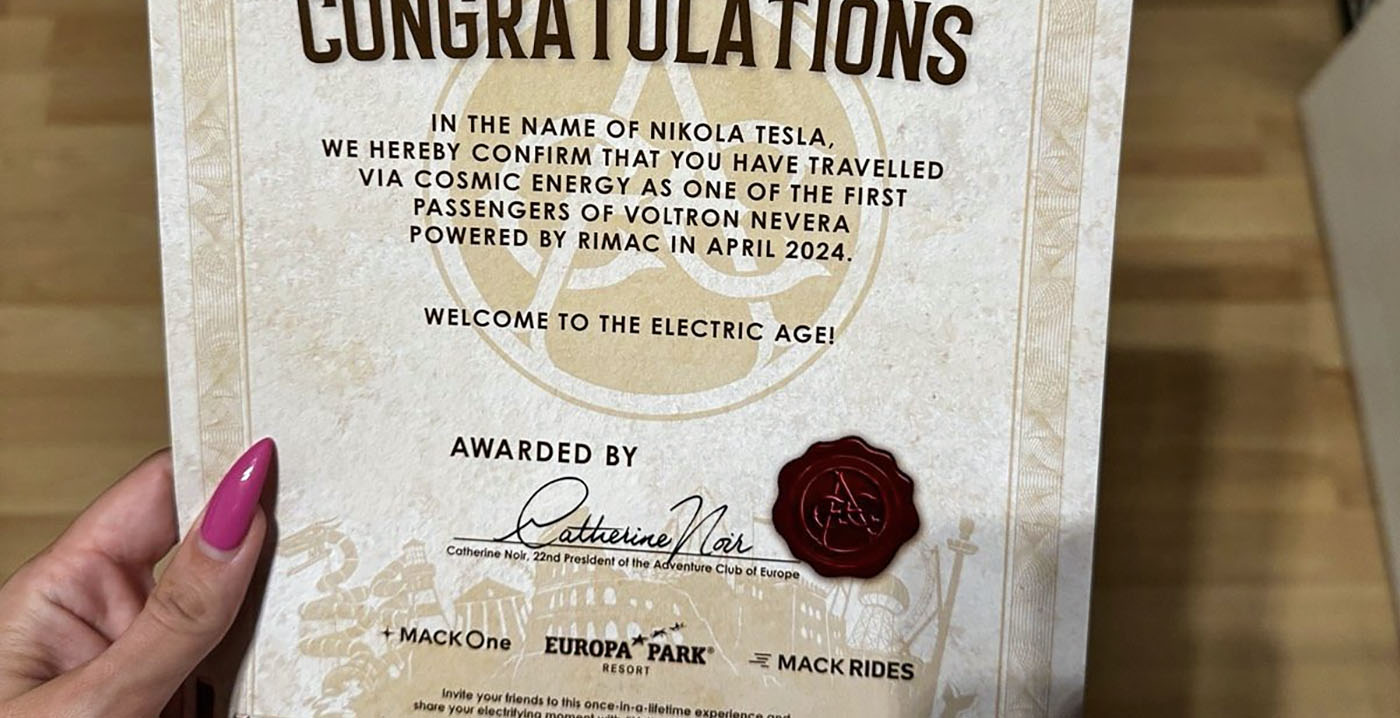 CONGRATULATIONS
IN THE NAME OF NIKOLA TESLA,
WE HEREBY CONFIRM THAT YOU HAVE TRAVELLED
VIA COSMIC ENERGY AS ONE OF THE FIRST
PASSENGERS OF VOLTRON NEVERA
POWERED BY RIMAC IN APRIL 2024.
WELCOME TO THE ELECTRIC AGE!
AWARDED BY
Catherine Noir
Catherine Noir, 22nd President of the Adventure Club of Europe
MACK One
EUROPA PARK®
RESORT
MACK RIDES
Invite your friends to this once-in-a-lifetime experience and
share your electrifying moment with